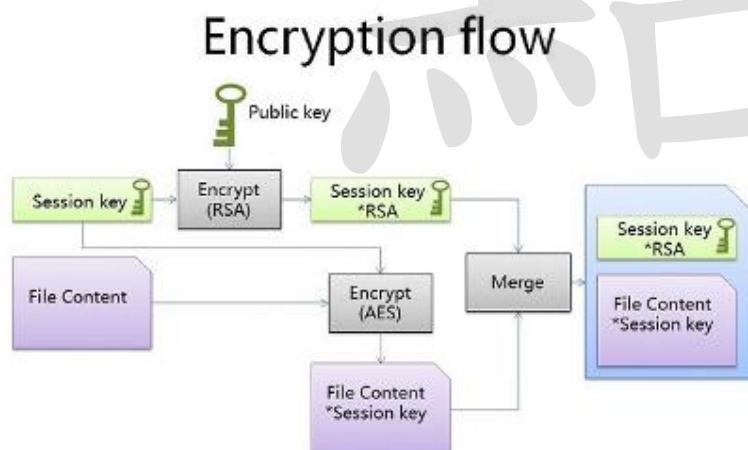 Encryption flow
Public key
Session key
Encrypt
(RSA)
Session key
*RSA
Session key
*RSA
File Content
Encrypt
(AES)
Merge
File Content
*Session key
File Content
*Session key